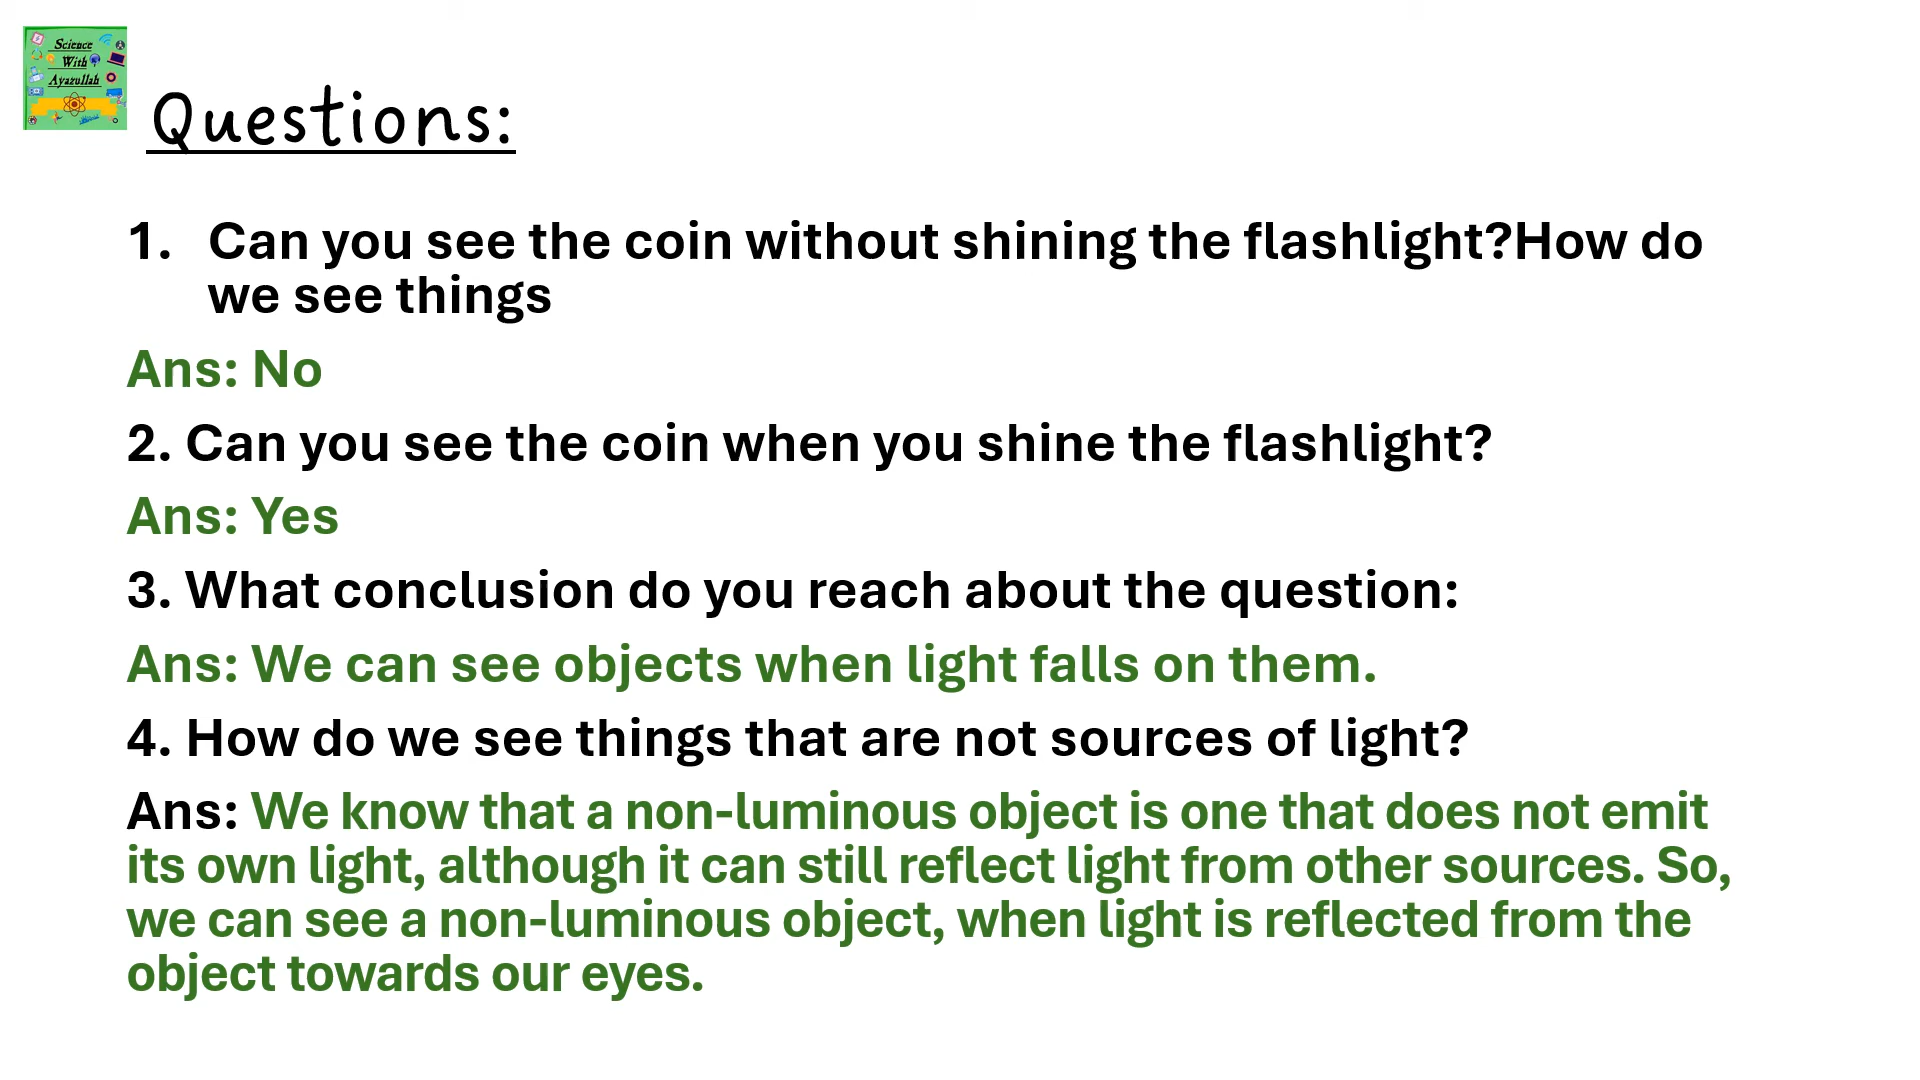 Science
With
Ayazullah
Questions:
1. Can you see the coin without shining the flashlight?How do
we see things
Ans: No
2. Can you see the coin when you shine the flashlight?
Ans: Yes
3. What conclusion do you reach about the question:
Ans: We can see objects when light falls on them.
4. How do we see things that are not sources of light?
Ans: We know that a non-luminous object is one that does not emit
its own light, although it can still reflect light from other sources. So,
we can see a non-luminous object, when light is reflected from the
object towards our eyes.